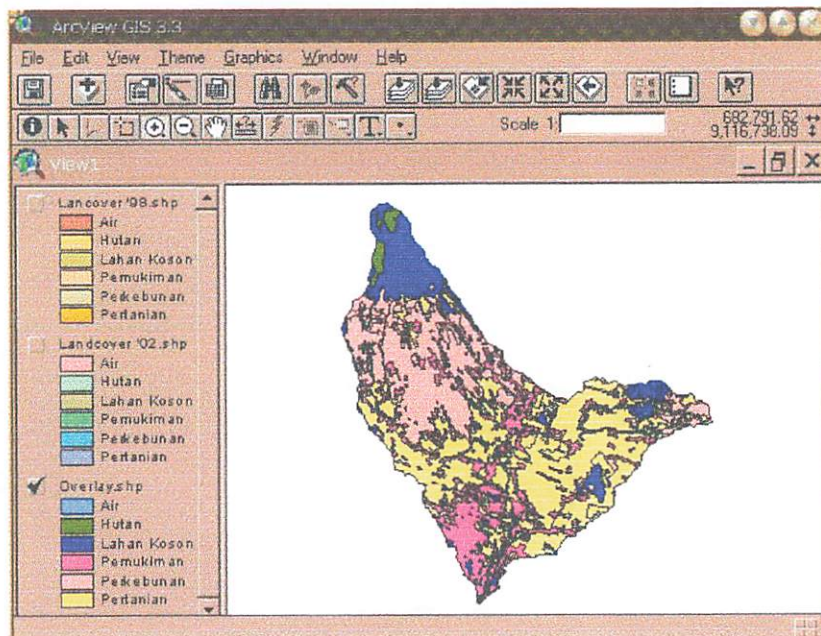 ArcView GIS 3.3
File Edit View Theme Graphics Window Help
Scale 1:
682,791.62
9,116,738.09
View1
Lancover '98.shp
Air
Hutan
Lahan Koson
Pemukiman
Perkebunan
Pertanian
Landcover '02.shp
Air
Hutan
Lahan Koson
Pemukiman
Perkebunan
Pertanian
Overlay.shp
Air
Hutan
Lahan Koson
Pemukiman
Perkebunan
Pertanian